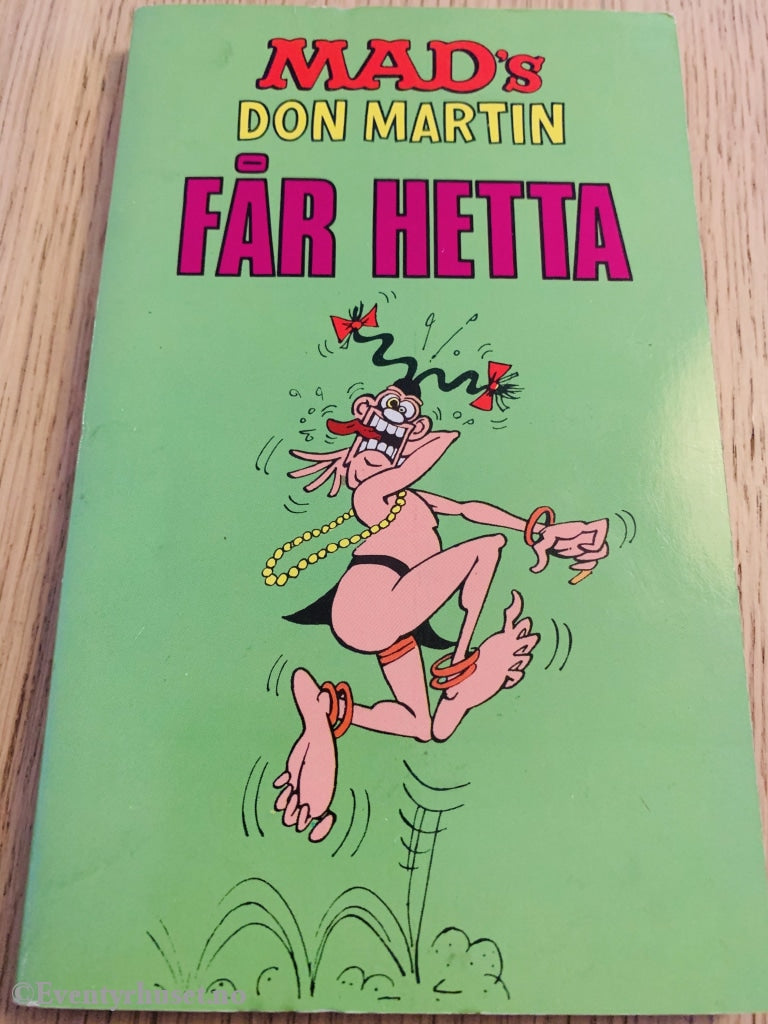 MAD's
DON MARTIN
FÅR HETTA
©Eventyrhuset.no